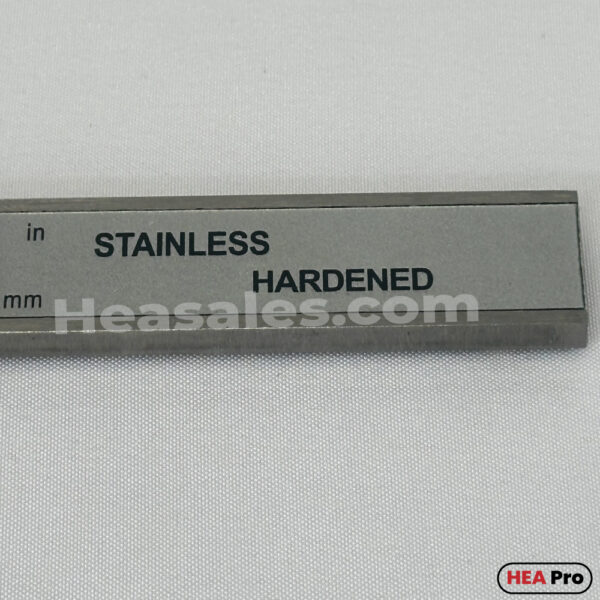 in
STAINLESS
HARDENED
mm
Heasales.com
HEA Pro